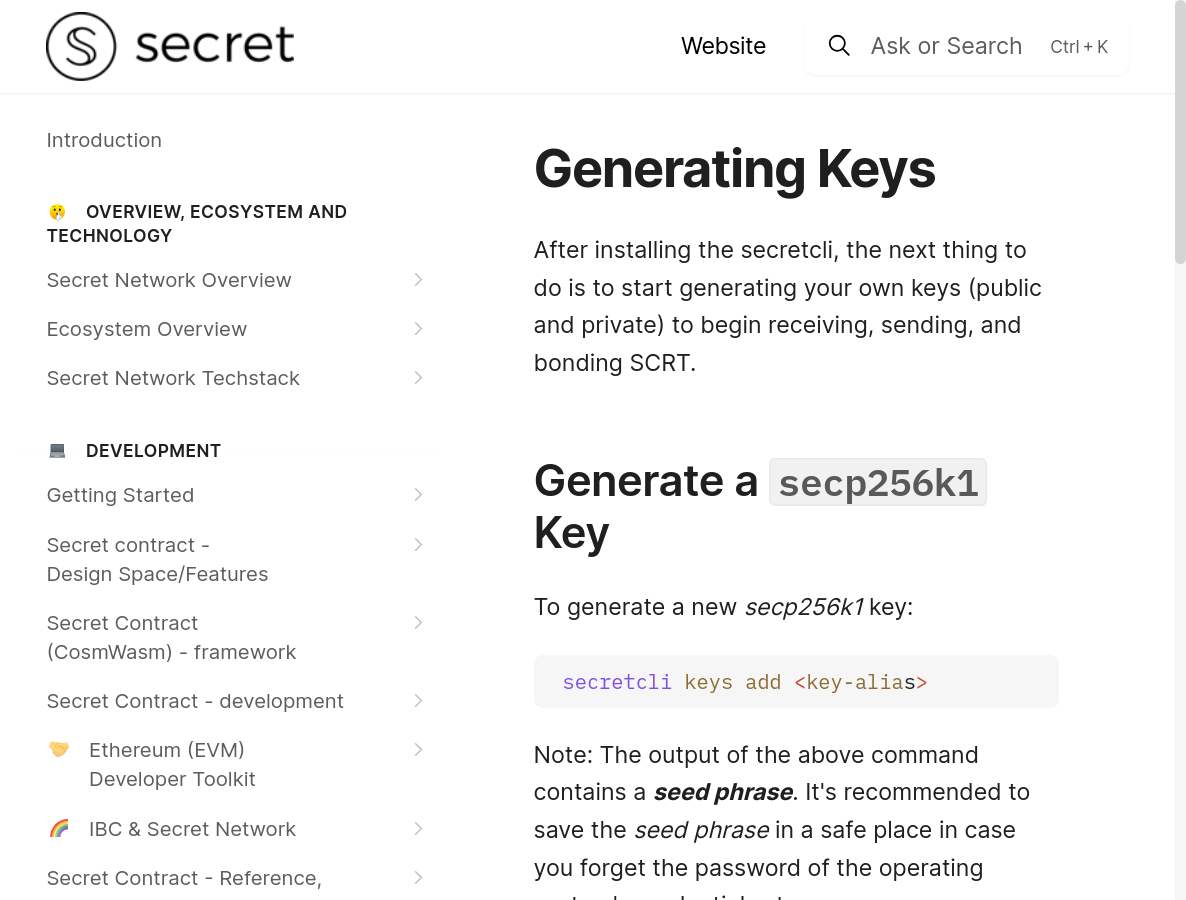 secret
Website
Ask or Search Ctrl + K
Introduction
OVERVIEW, ECOSYSTEM AND
TECHNOLOGY
Secret Network Overview
Ecosystem Overview
Secret Network Techstack
DEVELOPMENT
Getting Started
Secret contract -
Design Space/Features
Secret Contract
(CosmWasm) - framework
Secret Contract - development
Ethereum (EVM)
Developer Toolkit
IBC & Secret Network
Secret Contract - Reference,
Generating Keys
After installing the secretcli, the next thing to
do is to start generating your own keys (public
and private) to begin receiving, sending, and
bonding SCRT.
Generate a secp256k1
Key
To generate a new secp256k1 key:
secretcli keys add <key-alias>
Note: The output of the above command
contains a seed phrase. It's recommended to
save the seed phrase in a safe place in case
you forget the password of the operating